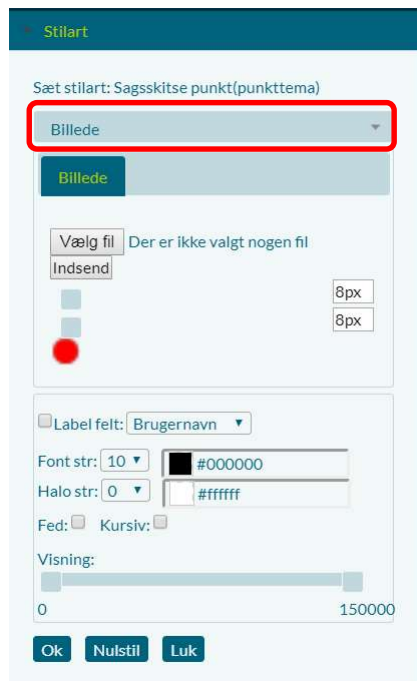 Stilart
Sæt stilart: Sagsskitse punkt(punkttema)
Billede
Billede
Vælg fil Der er ikke valgt nogen fil
Indsend
8px
8px
Label felt: Brugernavn
Font str: 10 #000000
Halo str: 0 #ffffff
Fed: Kursiv:
Visning:
0 150000
Ok Nulstil Luk